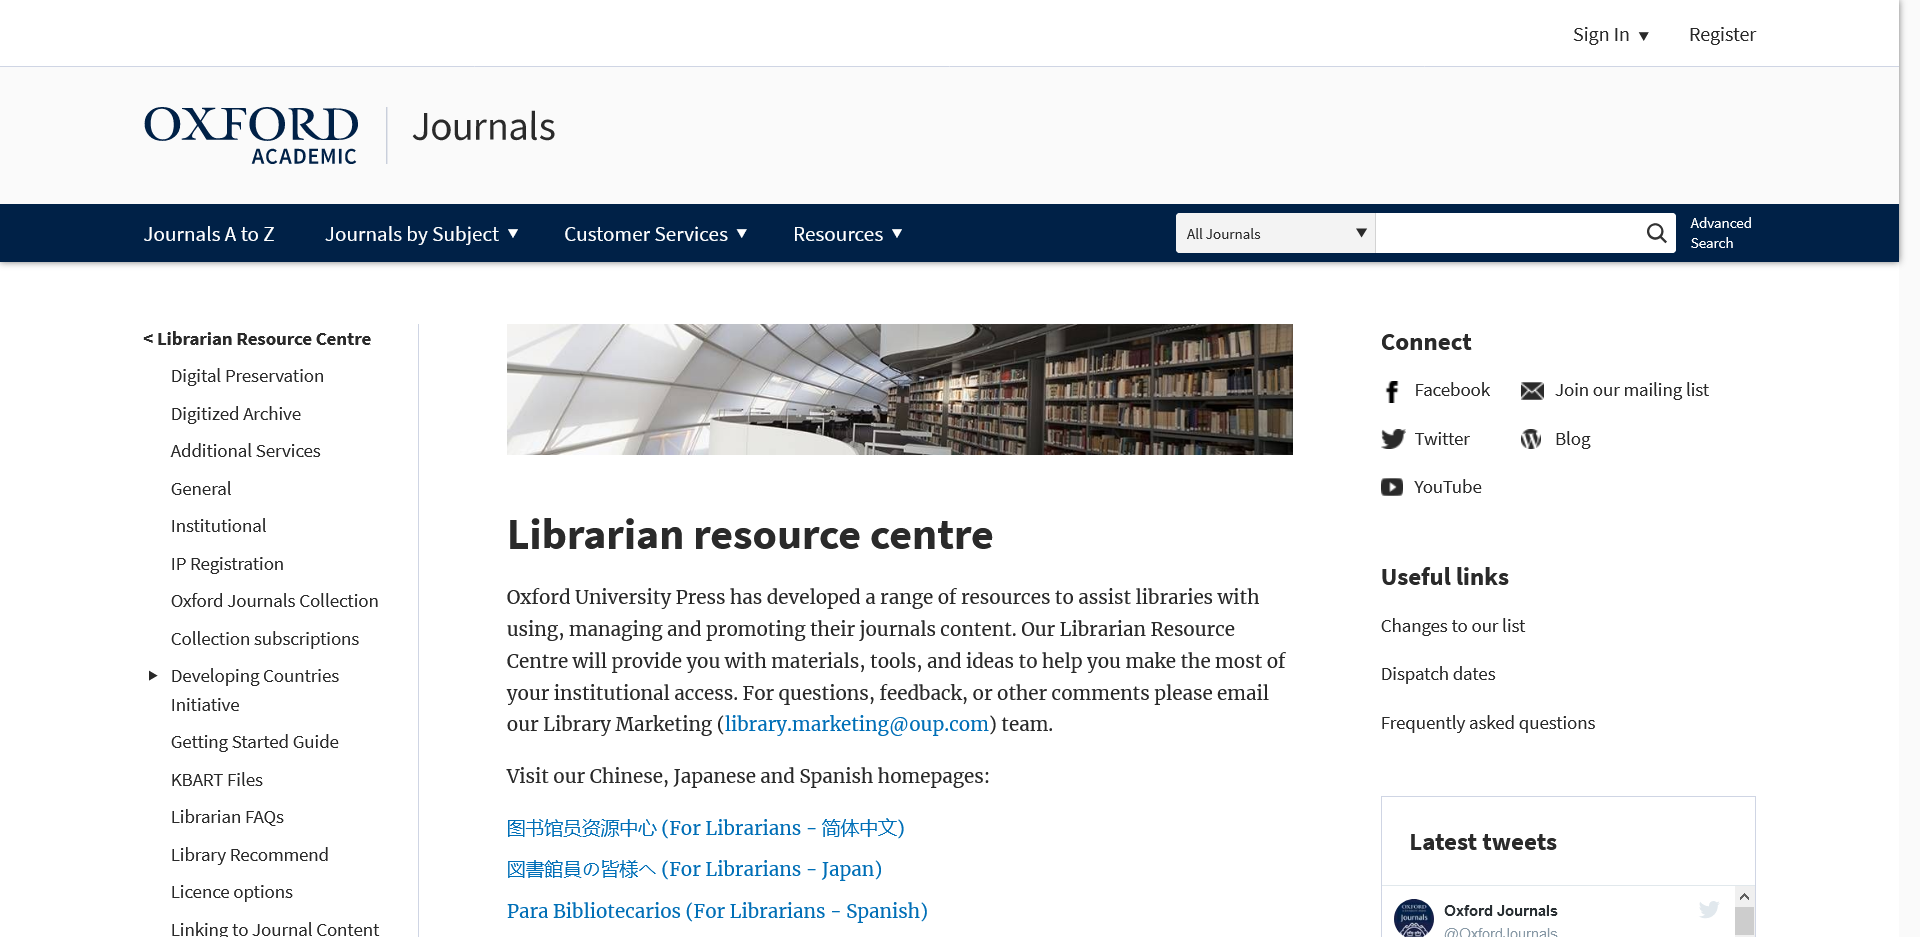 Sign In ▼ Register
OXFORD
ACADEMIC
Journals
Journals A to Z Journals by Subject ▼ Customer Services ▼ Resources ▼
All Journals ▼
Advanced
Search
< Librarian Resource Centre
Digital Preservation
Digitized Archive
Additional Services
General
Institutional
IP Registration
Oxford Journals Collection
Collection subscriptions
Developing Countries
Initiative
Getting Started Guide
KBART Files
Librarian FAQs
Library Recommend
Licence options
Linking to Journal Content
Librarian resource centre
Oxford University Press has developed a range of resources to assist libraries with
using, managing and promoting their journals content. Our Librarian Resource
Centre will provide you with materials, tools, and ideas to help you make the most of
your institutional access. For questions, feedback, or other comments please email
our Library Marketing (library.marketing@oup.com) team.
Visit our Chinese, Japanese and Spanish homepages:
图书馆员资源中心 (For Librarians - 简体中文)
図書館員の皆様へ (For Librarians - Japan)
Para Bibliotecarios (For Librarians - Spanish)
Connect
Facebook Join our mailing list
Twitter Blog
YouTube
Useful links
Changes to our list
Dispatch dates
Frequently asked questions
Latest tweets
OXFORD
Journals
Oxford Journals
@OxfordJournals